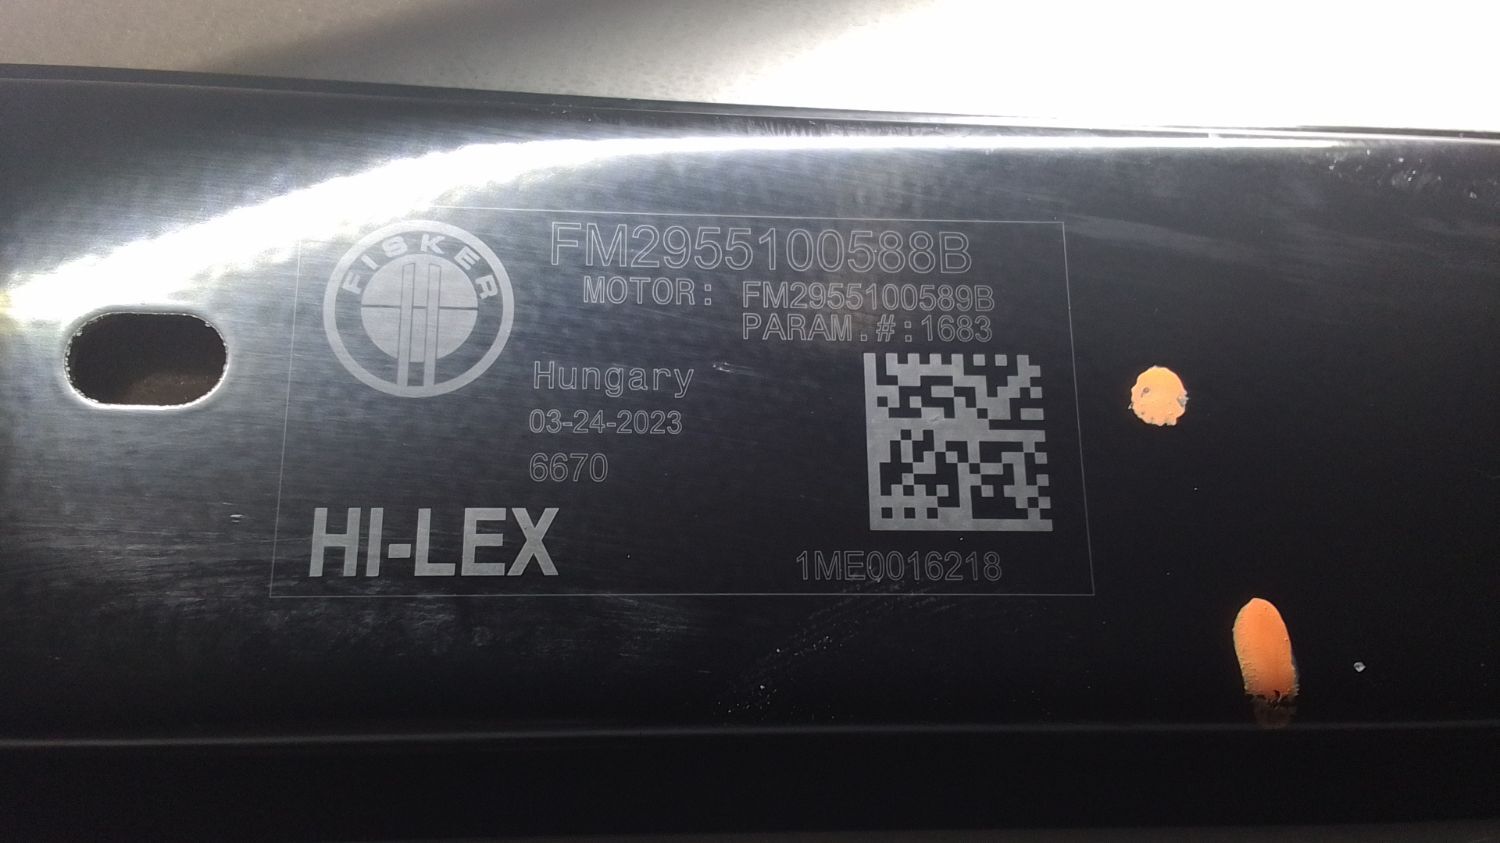 FISKER
FM2955100588B
MOTOR: FM2955100589B
PARAM.#:1683
Hungary
03-24-2023
6670
HI-LEX
1ME0016218